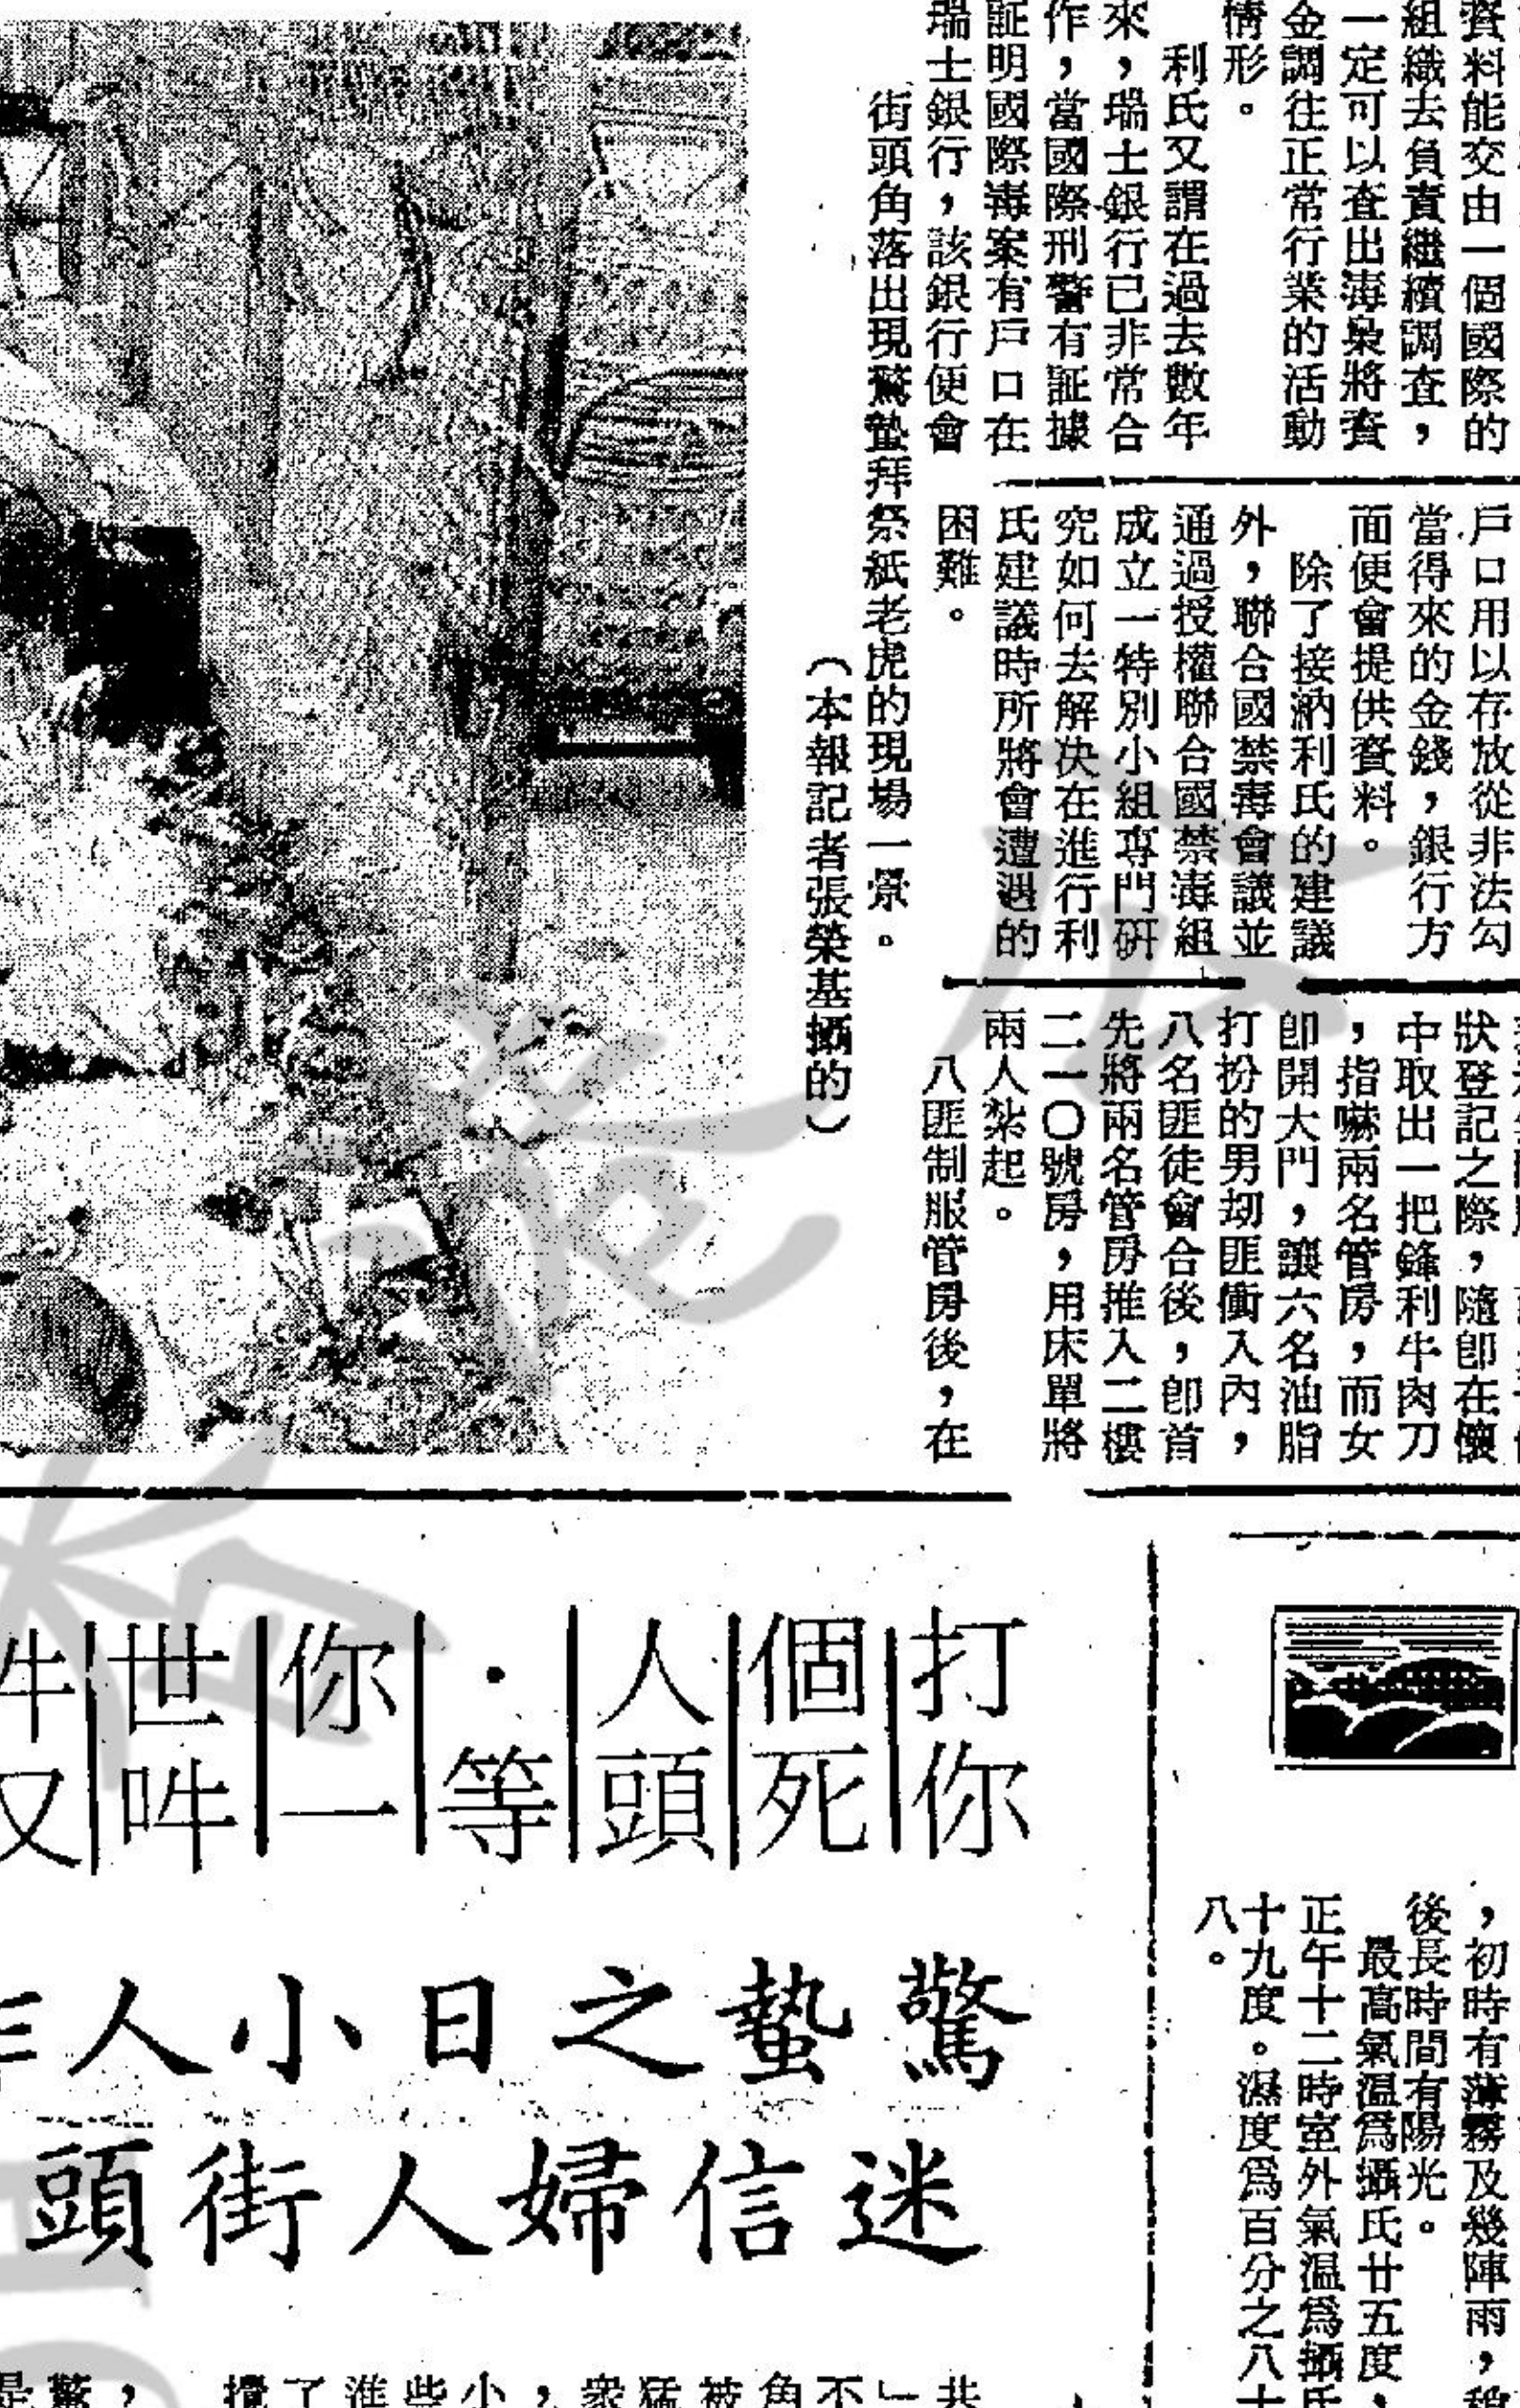 資料能交由一個國際的
組織去負責繼續調查，
一定可以查出毒梟將資
金調往正常行業的活動
情形。
利氏又謂在過去數年
來，瑞士銀行已非常合
作，當國際刑警有証據
証明國際毒案有戶口在
瑞士銀行，該銀行便會
戶口用以存放從非法勾
當得來的金錢，銀行方
面便會提供資料。
除了接納利氏的建議
外，聯合國禁毒會議並
通過授權聯合國禁毒組
成立一特別小組專門研
究如何去解決在進行利
氏建議時所將會遭遇的
困難。
狀登記之際，隨即在懷
中取出一把鋒利牛肉刀
，指嚇兩名管房，而女
即開大門，讓六名油脂
打扮的男刧匪衝入內，
八名匪徒會合後，即首
先將兩名管房推入二樓
二一〇號房，用床單將
兩人紮起。
八匪制服管房後，在
街頭角落出現驚蟄拜祭紙老虎的現場一景。
（本報記者張榮基攝的）
，初時有薄霧及幾陣雨，稍
後長時間有陽光。
最高氣溫爲攝氏廿五度，
正午十二時室外氣溫爲攝氏
十九度。濕度爲百分之八十
八。
打你
個死
人頭
·等
你一
世咩
驚蟄之日小人
迷信婦人街頭